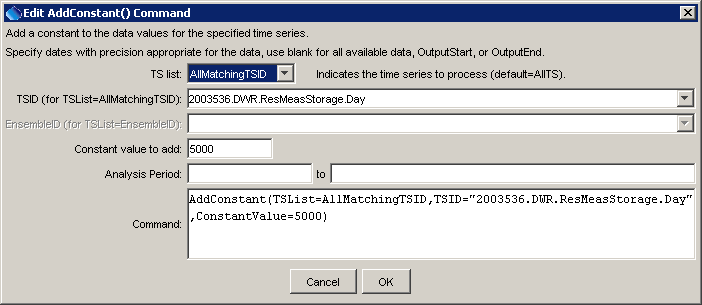 Edit AddConstant() Command
Add a constant to the data values for the specified time series.
Specify dates with precision appropriate for the data, use blank for all available data, OutputStart, or OutputEnd.
TS list: AllMatchingTSID Indicates the time series to process (default=AllTS).
TSID (for TSList=AllMatchingTSID): 2003536.DWR.ResMeasStorage.Day
EnsembleID (for TSList=EnsembleID):
Constant value to add: 5000
Analysis Period: to
AddConstant(TSList=AllMatchingTSID,TSID="2003536.DWR.ResMeasStorage.Day"
,ConstantValue=5000)
Command:
Cancel OK